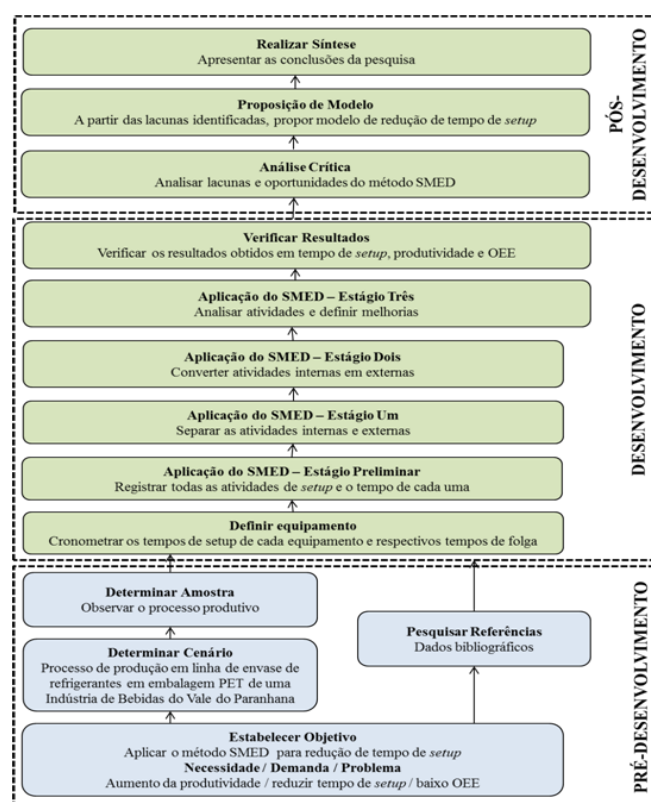 Realizar Síntese
Apresentar as conclusões da pesquisa
Proposição de Modelo
A partir das lacunas identificadas, propor modelo de redução de tempo de setup
Análise Crítica
Analisar lacunas e oportunidades do método SMED
PÓS-
DESENVOLVIMENTO
Verificar Resultados
Verificar os resultados obtidos em tempo de setup, produtividade e OEE
Aplicação do SMED – Estágio Três
Analisar atividades e definir melhorias
Aplicação do SMED – Estágio Dois
Converter atividades internas em externas
Aplicação do SMED – Estágio Um
Separar as atividades internas e externas
Aplicação do SMED – Estágio Preliminar
Registrar todas as atividades de setup e o tempo de cada uma
Definir equipamento
Cronometrar os tempos de setup de cada equipamento e respectivos tempos de folga
DESENVOLVIMENTO
Determinar Amostra
Observar o processo produtivo
Determinar Cenário
Processo de produção em linha de envase de
refrigerantes em embalagem PET de uma
Indústria de Bebidas do Vale do Paranhana
Pesquisar Referências
Dados bibliográficos
Estabelecer Objetivo
Aplicar o método SMED para redução de tempo de setup
Necessidade / Demanda / Problema
Aumento da produtividade / reduzir tempo de setup / baixo OEE
PRÉ-DESENVOLVIMENTO